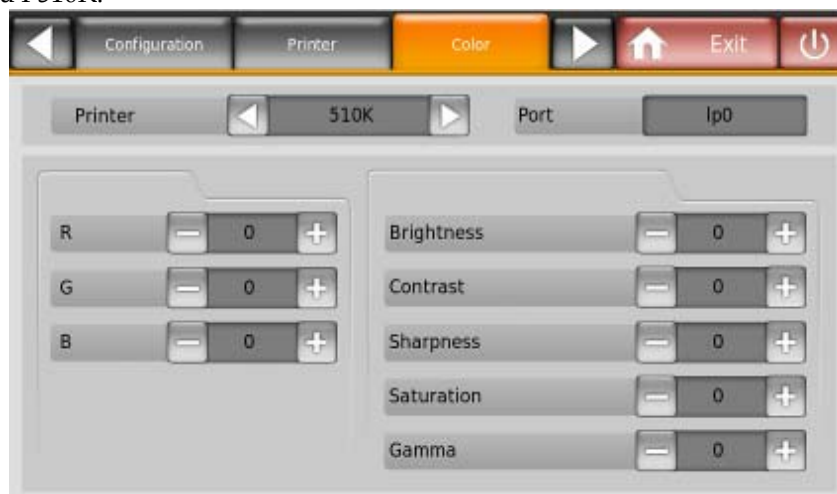 Configuration Printer Color Exit
Printer 510K Port lp0
R 0 Brightness 0
G 0 Contrast 0
B 0 Sharpness 0
Saturation 0
Gamma 0